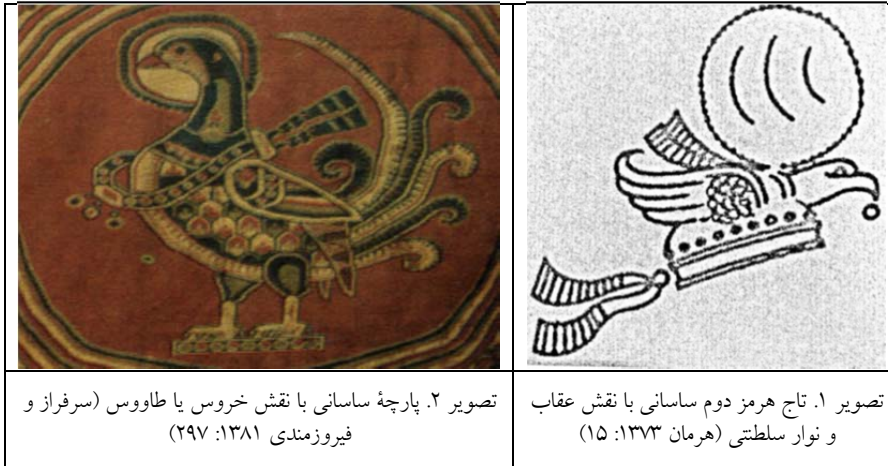 تصویر ۱. تاج هرمز دوم ساسانی با نقش عقاب
و نوار سلطنتی (هرمان ۱۳۷۳: ۱۵)
تصویر ۲. پارچۀ ساسانی با نقش خروس یا طاووس (سرفراز و
فیروزمندی ۱۳۸۱: ۲۹۷)